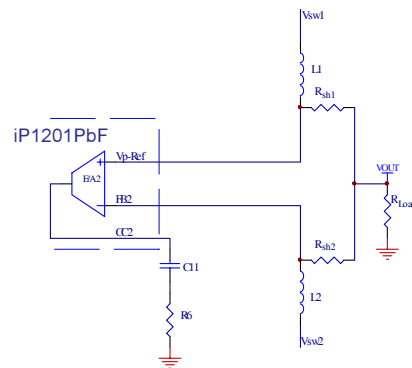 Vsw1
L1
Rsh1
iP1201PbF
Vp-Ref
E/A2
VOUT
RLoa
FB2
CC2
Rsh2
C11
L2
R6
Vsw2